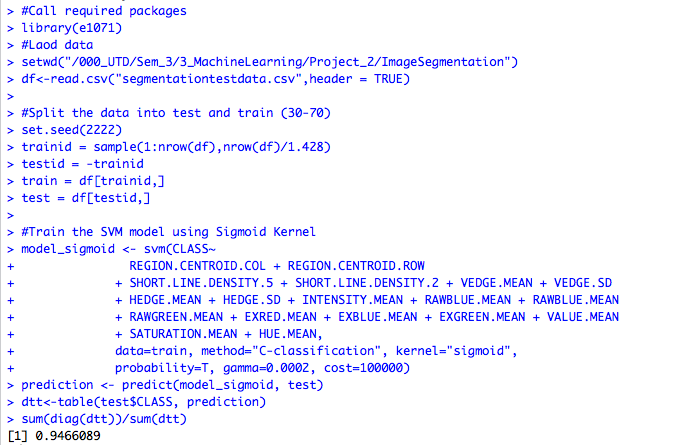 > #Call required packages
> library(e1071)
> #Laod data
> setwd("/000_UTD/Sem_3/3_MachineLearning/Project_2/ImageSegmentation")
> df<-read.csv("segmentationtestdata.csv",header = TRUE)
>
> #Split the data into test and train (30-70)
> set.seed(2222)
> trainid = sample(1:nrow(df),nrow(df)/1.428)
> testid = -trainid
> train = df[trainid,]
> test = df[testid,]
>
> #Train the SVM model using Sigmoid Kernel
> model_sigmoid <- svm(CLASS~
+               REGION.CENTROID.COL + REGION.CENTROID.ROW
+             + SHORT.LINE.DENSITY.5 + SHORT.LINE.DENSITY.2 + VEDGE.MEAN + VEDGE.SD
+             + HEDGE.MEAN + HEDGE.SD + INTENSITY.MEAN + RAWBLUE.MEAN + RAWBLUE.MEAN
+             + RAWGREEN.MEAN + EXRED.MEAN + EXBLUE.MEAN + EXGREEN.MEAN + VALUE.MEAN
+             + SATURATION.MEAN + HUE.MEAN,
+             data=train, method="C-classification", kernel="sigmoid",
+             probability=T, gamma=0.0002, cost=100000)
> prediction <- predict(model_sigmoid, test)
> dtt<-table(test$CLASS, prediction)
> sum(diag(dtt))/sum(dtt)
[1] 0.9466089